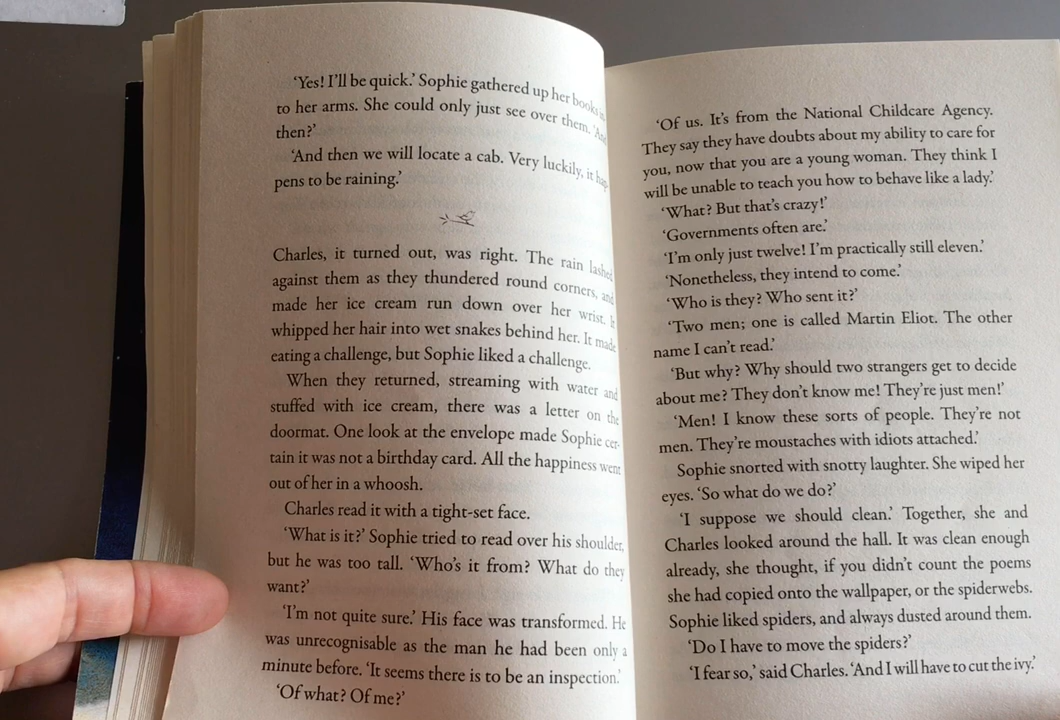 ‘Yes! I’ll be quick.’ Sophie gathered up her books
to her arms. She could only just see over them. ‘And
then?’
‘And then we will locate a cab. Very luckily, it hap
pens to be raining.’
Charles, it turned out, was right. The rain lashed
against them as they thundered round corners, and
made her ice cream run down over her wrist. It
whipped her hair into wet snakes behind her. It made
eating a challenge, but Sophie liked a challenge.
When they returned, streaming with water and
stuffed with ice cream, there was a letter on the
doormat. One look at the envelope made Sophie cer-
tain it was not a birthday card. All the happiness went
out of her in a whoosh.
Charles read it with a tight-set face.
‘What is it?’ Sophie tried to read over his shoulder,
but he was too tall. ‘Who’s it from? What do they
want?’
‘I’m not quite sure.’ His face was transformed. He
was unrecognisable as the man he had been only a
minute before. ‘It seems there is to be an inspection.’
‘Of what? Of me?’
‘Of us. It’s from the National Childcare Agency.
They say they have doubts about my ability to care for
you, now that you are a young woman. They think I
will be unable to teach you how to behave like a lady.’
‘What? But that’s crazy!’
‘Governments often are.’
‘I’m only just twelve! I’m practically still eleven.’
‘Nonetheless, they intend to come.’
‘Who is they? Who sent it?’
‘Two men; one is called Martin Eliot. The other
name I can’t read.’
‘But why? Why should two strangers get to decide
about me? They don’t know me! They’re just men!’
‘Men! I know these sorts of people. They’re not
men. They’re moustaches with idiots attached.’
Sophie snorted with snotty laughter. She wiped her
eyes. ‘So what do we do?’
‘I suppose we should clean.’ Together, she and
Charles looked around the hall. It was clean enough
already, she thought, if you didn’t count the poems
she had copied onto the wallpaper, or the spiderwebs.
Sophie liked spiders, and always dusted around them.
‘Do I have to move the spiders?’
‘I fear so,’ said Charles. ‘And I will have to cut the ivy.’